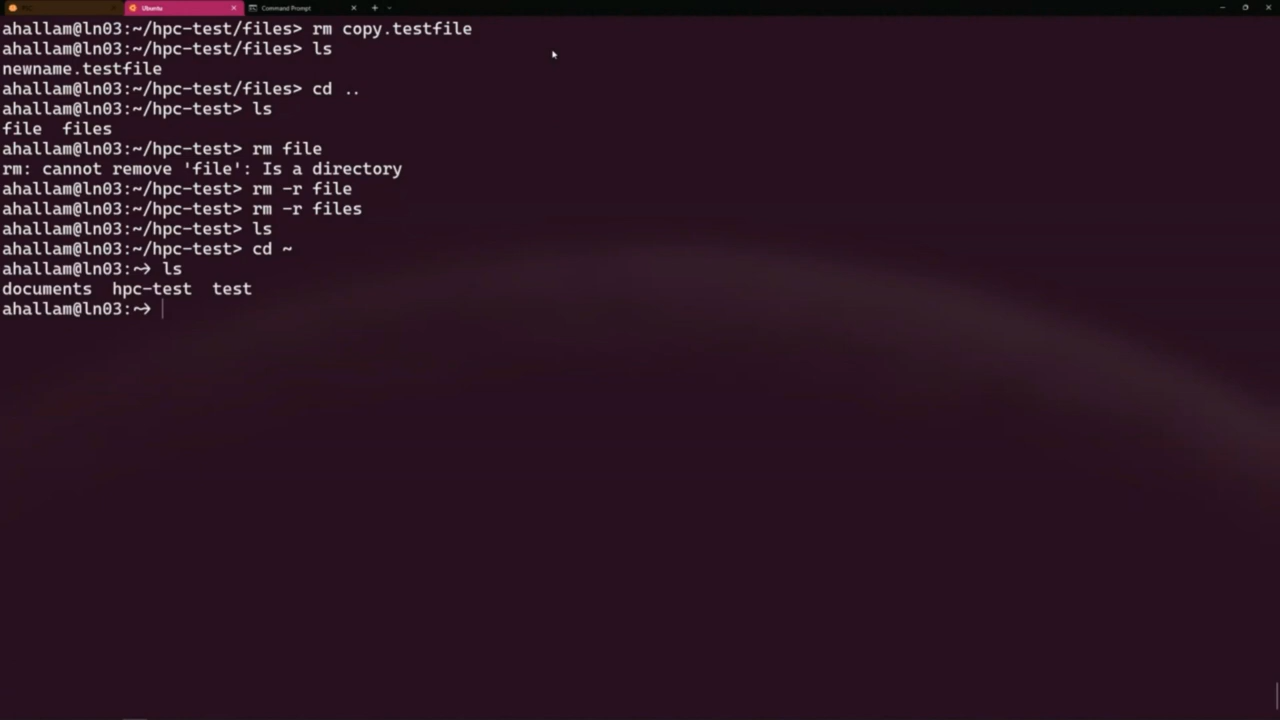 Ubuntu
Command Prompt
ahallam@ln03:~/hpc-test/files> rm copy.testfile
ahallam@ln03:~/hpc-test/files> ls
newname.testfile
ahallam@ln03:~/hpc-test/files> cd ..
ahallam@ln03:~/hpc-test> ls
file  files
ahallam@ln03:~/hpc-test> rm file
rm: cannot remove 'file': Is a directory
ahallam@ln03:~/hpc-test> rm -r file
ahallam@ln03:~/hpc-test> rm -r files
ahallam@ln03:~/hpc-test> ls
ahallam@ln03:~/hpc-test> cd ~
ahallam@ln03:~> ls
documents  hpc-test  test
ahallam@ln03:~>